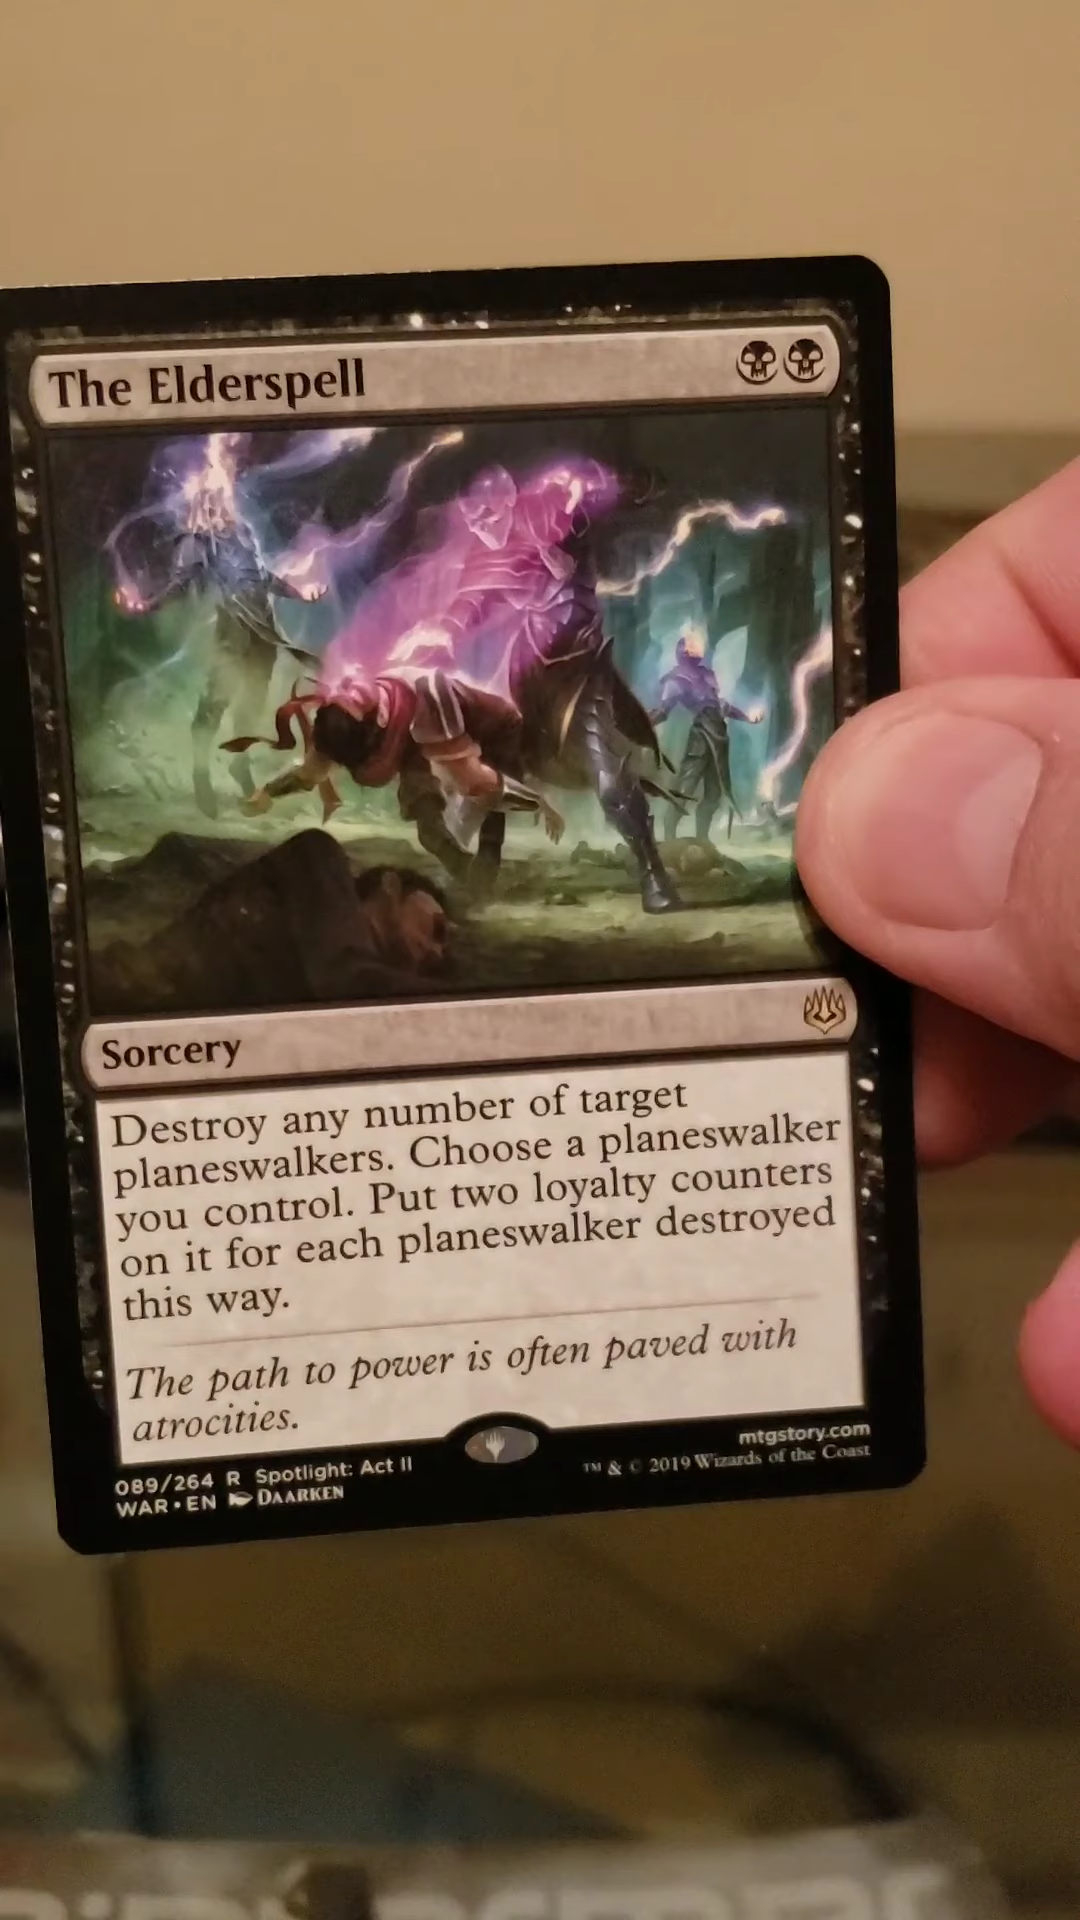 The Elderspell
Sorcery
Destroy any number of target
planeswalkers. Choose a planeswalker
you control. Put two loyalty counters
on it for each planeswalker destroyed
this way.
The path to power is often paved with
atrocities.
089/264 R Spotlight: Act II
WAR • EN DAARKEN
mtgstory.com
™ & © 2019 Wizards of the Coast